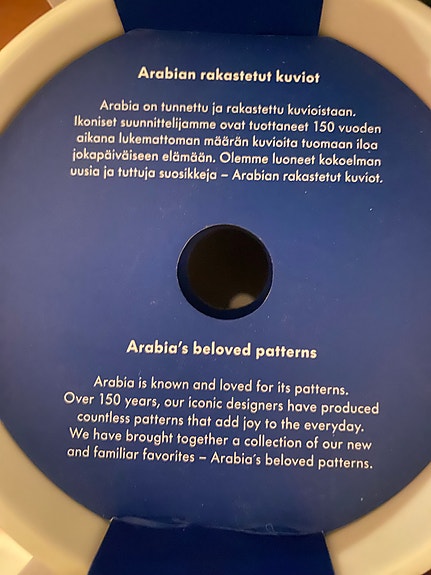 Arabian rakastetut kuviot
Arabia on tunnettu ja rakastettu kuvioistaan.
Ikoniset suunnittelijamme ovat tuottaneet 150 vuoden
aikana lukemattoman määrän kuvioita tuomaan iloa
jokapäiväiseen elämään. Olemme luoneet kokoelman
uusia ja tuttuja suosikkeja – Arabian rakastetut kuviot.
Arabia's beloved patterns
Arabia is known and loved for its patterns.
Over 150 years, our iconic designers have produced
countless patterns that add joy to the everyday.
We have brought together a collection of our new
and familiar favorites – Arabia's beloved patterns.